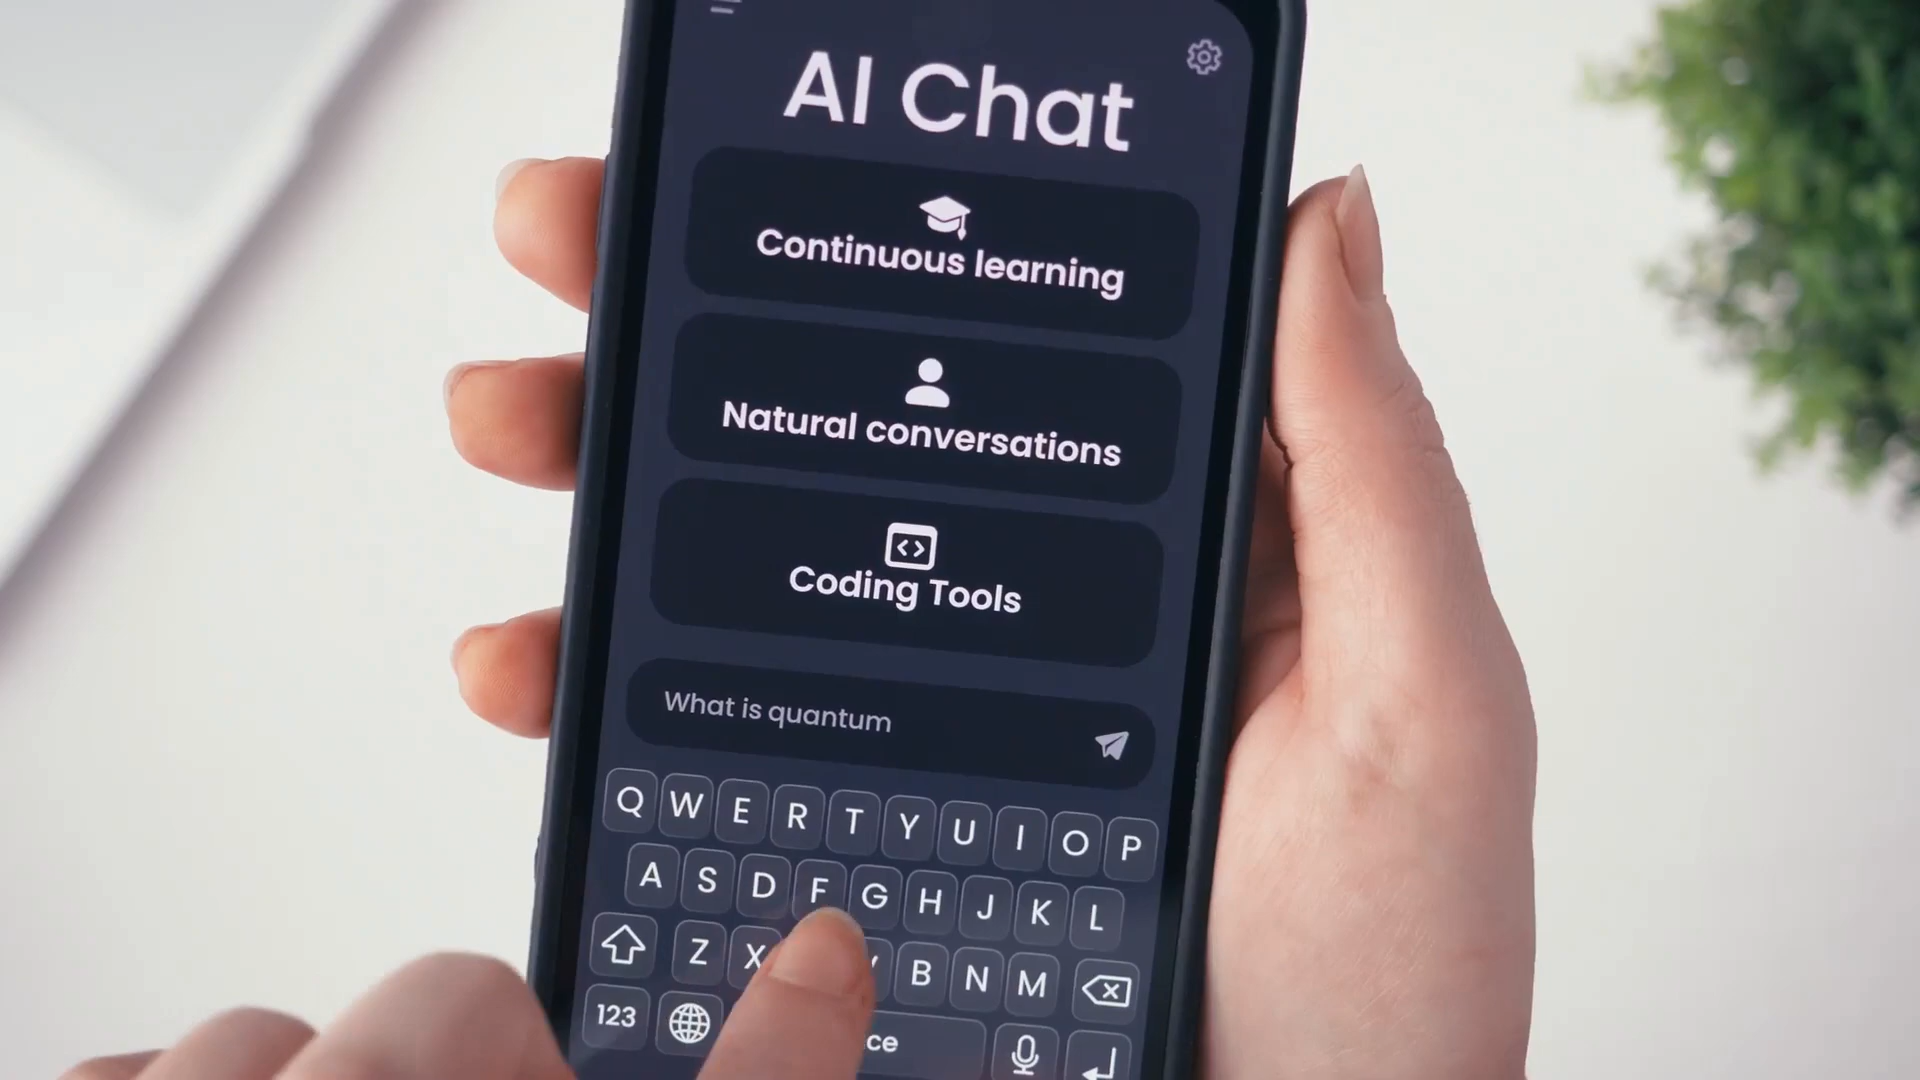 AI Chat
Continuous learning
Natural conversations
Coding Tools
What is quantum
Q W E R T Y U I O P
A S D F G H J K L
Z X B N M
123